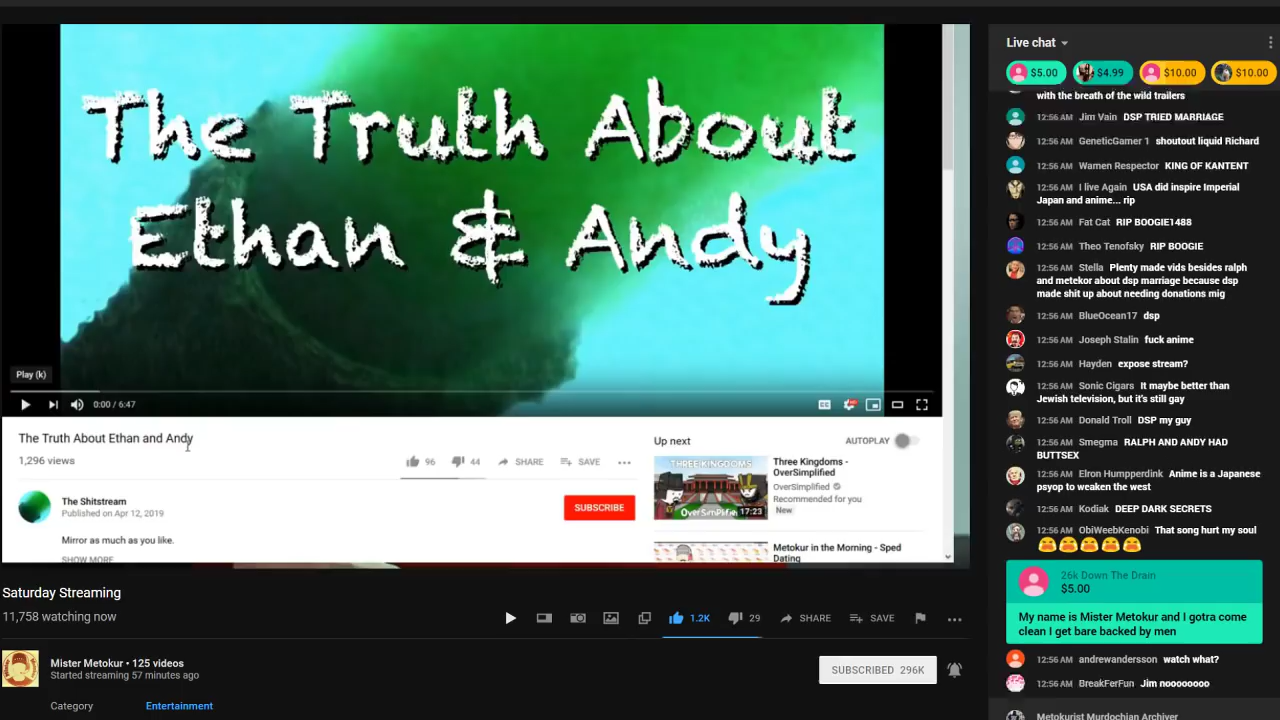 The Truth About
Ethan & Andy
Play (k)
0:00 / 6:47
The Truth About Ethan and Andy
1,296 views
96
44
SHARE
SAVE
The Shitstream
Published on Apr 12, 2019
SUBSCRIBE
Mirror as much as you like.
SHOW MORE
Up next
AUTOPLAY
THREE KINGDOMS
OverSimplified
17:23
Three Kingdoms -
OverSimplified
OverSimplified
Recommended for you
New
Metokur in the Morning - Sped
Dating
Saturday Streaming
11,758 watching now
1.2K
29
SHARE
SAVE
Mister Metokur • 125 videos
Started streaming 57 minutes ago
SUBSCRIBED 296K
Category
Entertainment
Live chat
$5.00
$4.99
$10.00
$10.00
with the breath of the wild trailers
12:56 AM Jim Vain DSP TRIED MARRIAGE
12:56 AM GeneticGamer 1 shoutout liquid Richard
12:56 AM Wamen Respector KING OF KANTENT
12:56 AM I live Again USA did inspire Imperial
Japan and anime... rip
12:56 AM Fat Cat RIP BOOGIE1488
12:56 AM Theo Tenofsky RIP BOOGIE
12:56 AM Stella Plenty made vids besides ralph
and metekor about dsp marriage because dsp
made shit up about needing donations mig
12:56 AM BlueOcean17 dsp
12:56 AM Joseph Stalin fuck anime
12:56 AM Hayden expose stream?
12:56 AM Sonic Cigars It maybe better than
Jewish television, but it's still gay
12:56 AM Donald Troll DSP my guy
12:56 AM Smegma RALPH AND ANDY HAD
BUTTSEX
12:56 AM Elron Humpperdink Anime is a Japanese
psyop to weaken the west
12:56 AM Kodiak DEEP DARK SECRETS
12:56 AM ObiWeebKenobi That song hurt my soul
26k Down The Drain
$5.00
My name is Mister Metokur and I gotra come
clean I get bare backed by men
12:56 AM andrewandersson watch what?
12:56 AM BreakFerFun Jim noooooooo
Metokurist Murdochian Archiver